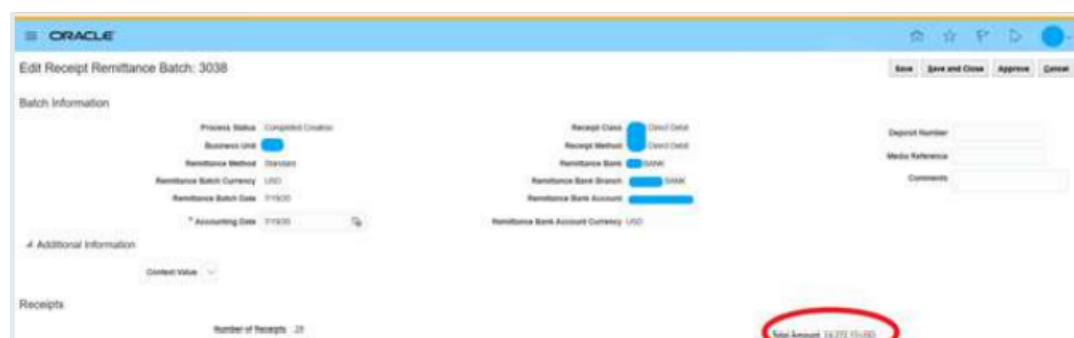 ORACLE
Edit Receipt Remittance Batch: 3038
Save Save and Close Approve Cancel
Batch Information
Process Status Completed Creation
Business Unit
Remittance Method Standard
Remittance Batch Currency USD
Remittance Batch Date
* Accounting Date
Receipt Class Direct Debit
Receipt Method Direct Debit
Remittance Bank BANK
Remittance Bank Branch BANK
Remittance Bank Account
Remittance Bank Account Currency USD
Deposit Number
Media Reference
Comments
Additional Information
Context Value
Receipts
Number of Receipts 28
Total Amount